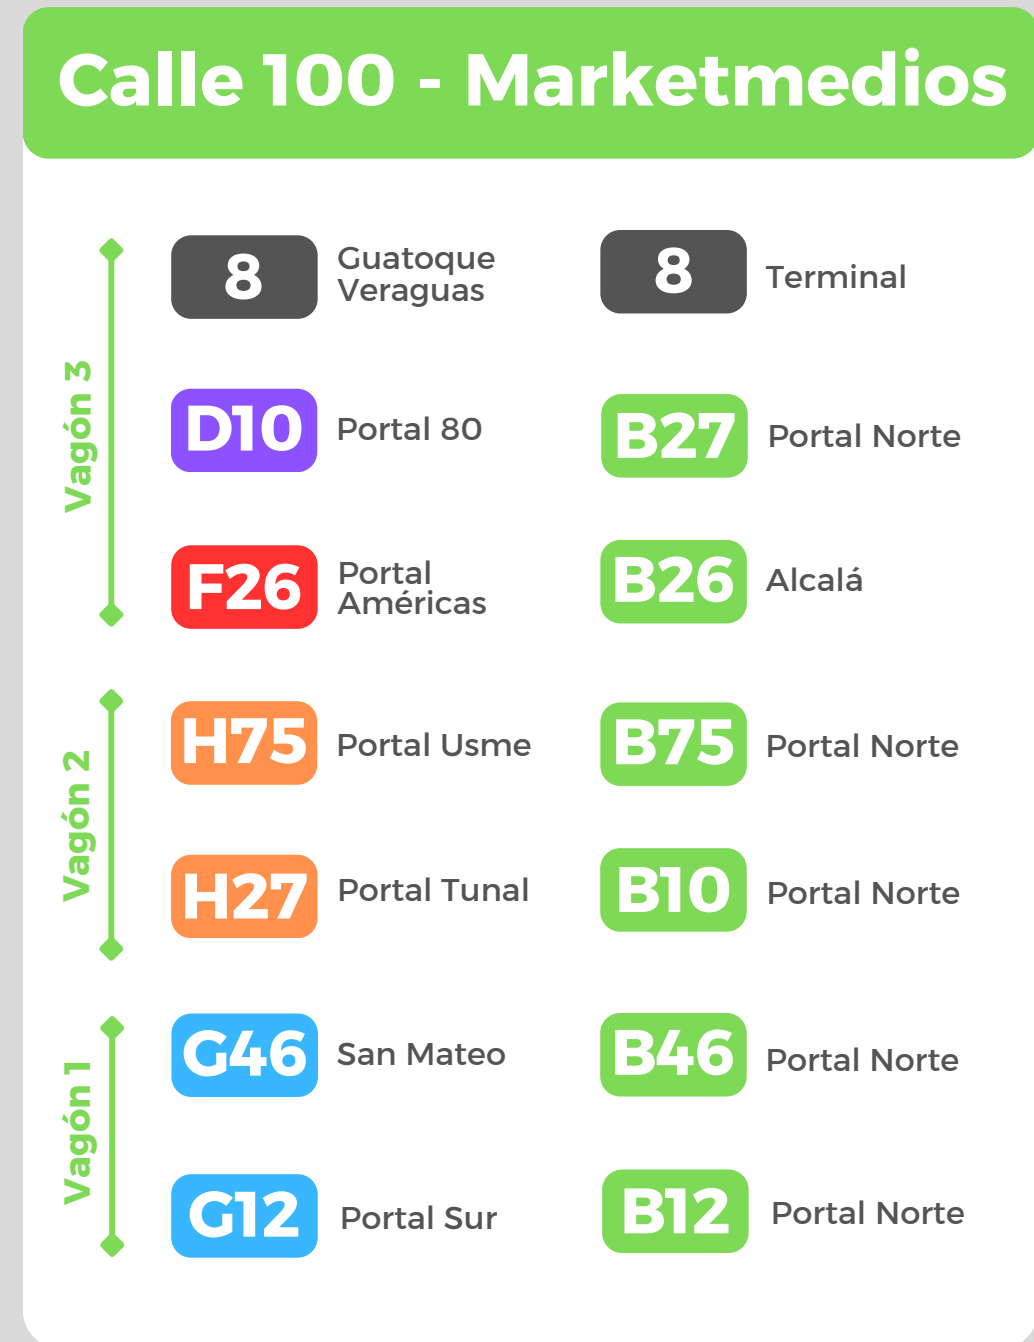 Calle 100 - Marketmedios
Vagón 3
8
Guatoque
Veraguas
8
Terminal
D10
Portal 80
B27
Portal Norte
F26
Portal
Américas
B26
Alcalá
Vagón 2
H75
Portal Usme
B75
Portal Norte
H27
Portal Tunal
B10
Portal Norte
Vagón 1
G46
San Mateo
B46
Portal Norte
G12
Portal Sur
B12
Portal Norte